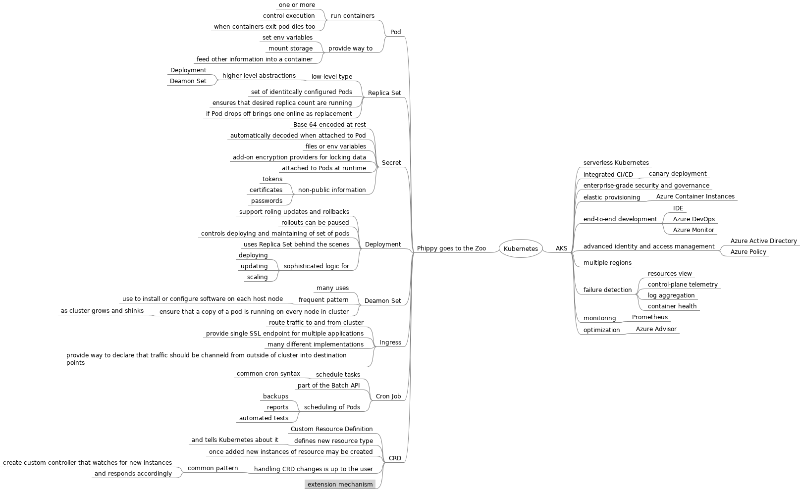 Kubernetes
Phippy goes to the Zoo
Pod
run containers
one or more
control execution
when containers exit pod dies too
provide way to
set env variables
mount storage
feed other information into a container
Replica Set
low level type
higher level abstractions
Deployment
Deamon Set
set of identitcally configured Pods
ensures that desired replica count are running
if Pod drops off brings one online as replacement
Secret
Base 64 encoded at rest
automatically decoded when attached to Pod
files or env variables
add-on encryption providers for locking data
attached to Pods at runtime
non-public information
tokens
certificates
passwords
Deployment
support roling updates and rollbacks
rollouts can be paused
controls deploying and maintaining of set of pods
uses Replica Set behind the scenes
sophisticated logic for
deploying
updating
scaling
Deamon Set
many uses
frequent pattern
use to install or configure software on each host node
ensure that a copy of a pod is running on every node in cluster
as cluster grows and shinks
Ingress
route traffic to and from cluster
provide single SSL endpoint for multiple applications
many different implementations
provide way to declare that traffic should be channeld from outside of cluster into destination
points
Cron Job
schedule tasks
common cron syntax
part of the Batch API
scheduling of Pods
backups
reports
automated tests
CRD
Custom Resource Definition
defines new resource type
and tells Kubernetes about it
once added new instances of resource may be created
handling CRD changes is up to the user
common pattern
create custom controller that watches for new instances
and responds accordingly
extension mechanism
AKS
serverless Kubernetes
integrated CI/CD
canary deployment
enterprise-grade security and governance
elastic provisioning
Azure Container Instances
end-to-end development
IDE
Azure DevOps
Azure Monitor
advanced identity and access management
Azure Active Directory
Azure Policy
multiple regions
failure detection
resources view
control-plane telemetry
log aggregation
container health
monitoring
Prometheus
optimization
Azure Advisor